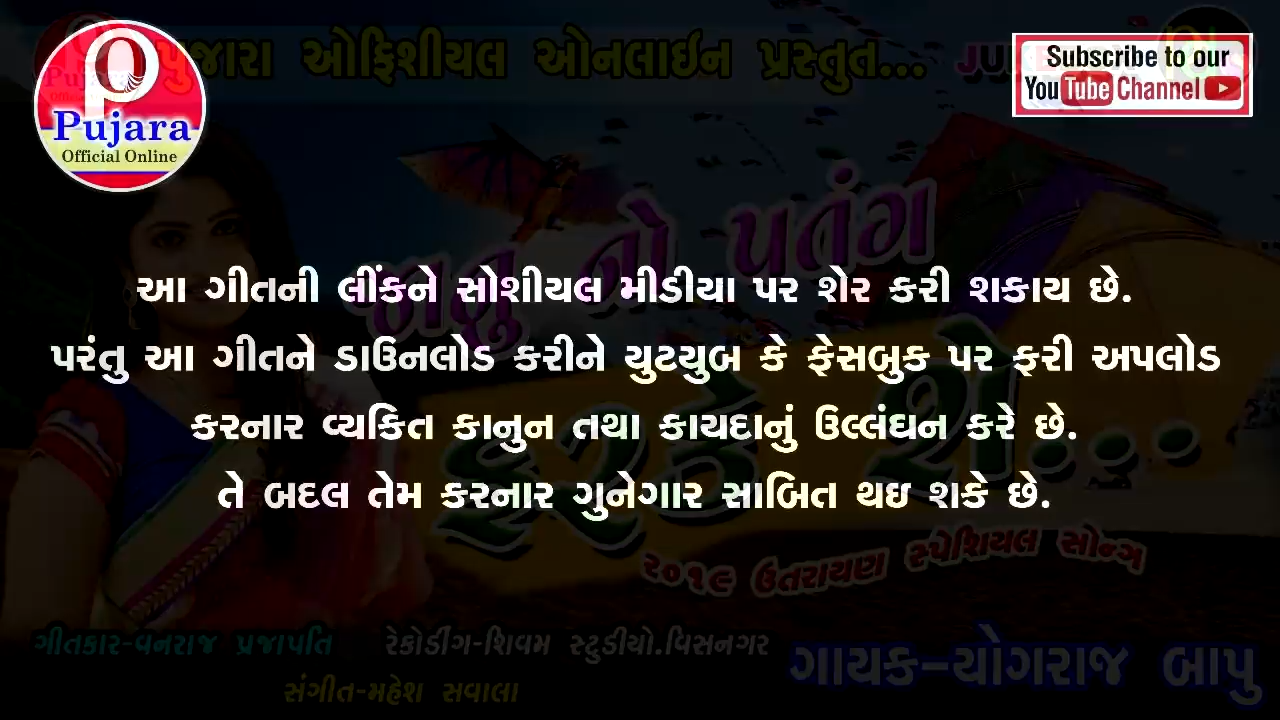 પુજારા ઓફિશીયલ ઓનલાઇન પ્રસ્તુત...
Pujara
Official Online
Subscribe to our
YouTube Channel
જાનુ નો પતંગ
આ ગીતની લીંકને સોશીયલ મીડીયા પર શેર કરી શકાય છે.
પરંતુ આ ગીતને ડાઉનલોડ કરીને યુટયુબ કે ફેસબુક પર ફરી અપલોડ
કરનાર વ્યકિત કાનુન તથા કાયદાનું ઉલ્લંઘન કરે છે.
તે બદલ તેમ કરનાર ગુનેગાર સાબિત થઇ શકે છે.
ફરકે શે...
૨૦૧૯ ઉતરાયણ સ્પેશિયલ સોન્ગ
ગીતકાર-વનરાજ પ્રજાપતિ રેકોર્ડીંગ-શિવમ સ્ટુડીયો.વિસનગર
સંગીત-મહેશ સવાલા
ગાયક-યોગરાજ બાપુ